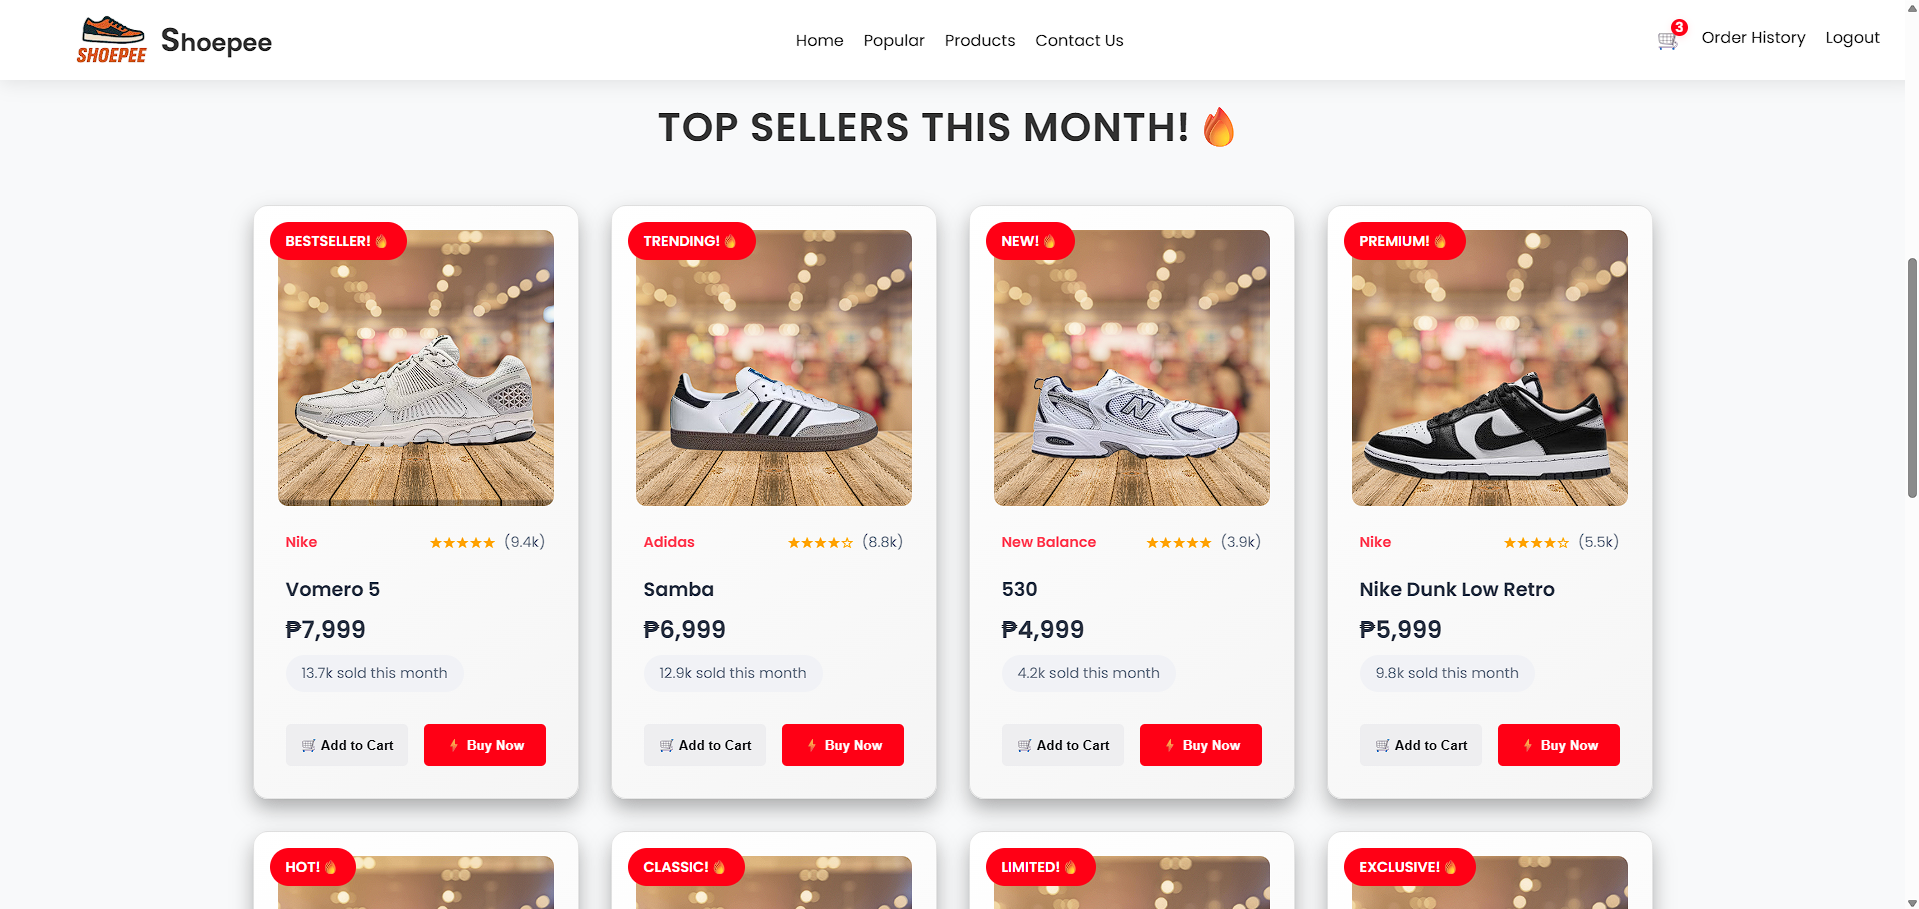 SHOEPEE
Shoepee
Home Popular Products Contact Us
3
Order History Logout
TOP SELLERS THIS MONTH! 🔥
BESTSELLER! 🔥
Nike ★★★★★ (9.4k)
Vomero 5
₱7,999
13.7k sold this month
🛒 Add to Cart ⚡ Buy Now
TRENDING! 🔥
Adidas ★★★★☆ (8.8k)
Samba
₱6,999
12.9k sold this month
🛒 Add to Cart ⚡ Buy Now
NEW! 🔥
N
New Balance ★★★★★ (3.9k)
530
₱4,999
4.2k sold this month
🛒 Add to Cart ⚡ Buy Now
PREMIUM! 🔥
Nike ★★★★☆ (5.5k)
Nike Dunk Low Retro
₱5,999
9.8k sold this month
🛒 Add to Cart ⚡ Buy Now
HOT! 🔥
CLASSIC! 🔥
LIMITED! 🔥
EXCLUSIVE! 🔥